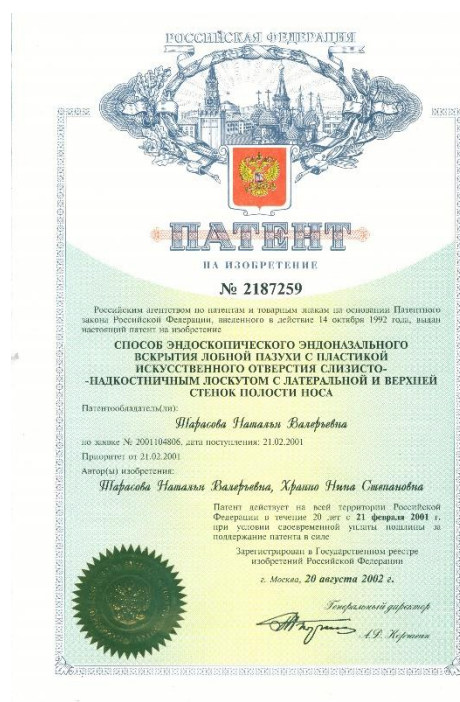 РОССИЙСКАЯ ФЕДЕРАЦИЯ
ПАТЕНТ
НА ИЗОБРЕТЕНИЕ
№ 2187259
Российским агентством по патентам и товарным знакам на основании Патентного
закона Российской Федерации, введенного в действие 14 октября 1992 года, выдан
настоящий патент на изобретение
СПОСОБ ЭНДОСКОПИЧЕСКОГО ЭНДОНАЗАЛЬНОГО
ВСКРЫТИЯ ЛОБНОЙ ПАЗУХИ С ПЛАСТИКОЙ
ИСКУССТВЕННОГО ОТВЕРСТИЯ СЛИЗИСТО-
-НАДКОСТНИЧНЫМ ЛОСКУТОМ С ЛАТЕРАЛЬНОЙ И ВЕРХНЕЙ
СТЕНОК ПОЛОСТИ НОСА
Патентообладатель(ли):
Тарасова Наталья Валерьевна
по заявке № 2001104806, дата поступления: 21.02.2001
Приоритет от 21.02.2001
Автор(ы) изобретения:
Тарасова Наталья Валерьевна, Храппо Нина Степановна
Патент действует на всей территории Российской
Федерации в течение 20 лет с 21 февраля 2001 г.
при условии своевременной уплаты пошлины за
поддержание патента в силе
Зарегистрирован в Государственном реестре
изобретений Российской Федерации
г. Москва, 20 августа 2002 г.
Генеральный директор
А.Д. Корчагин